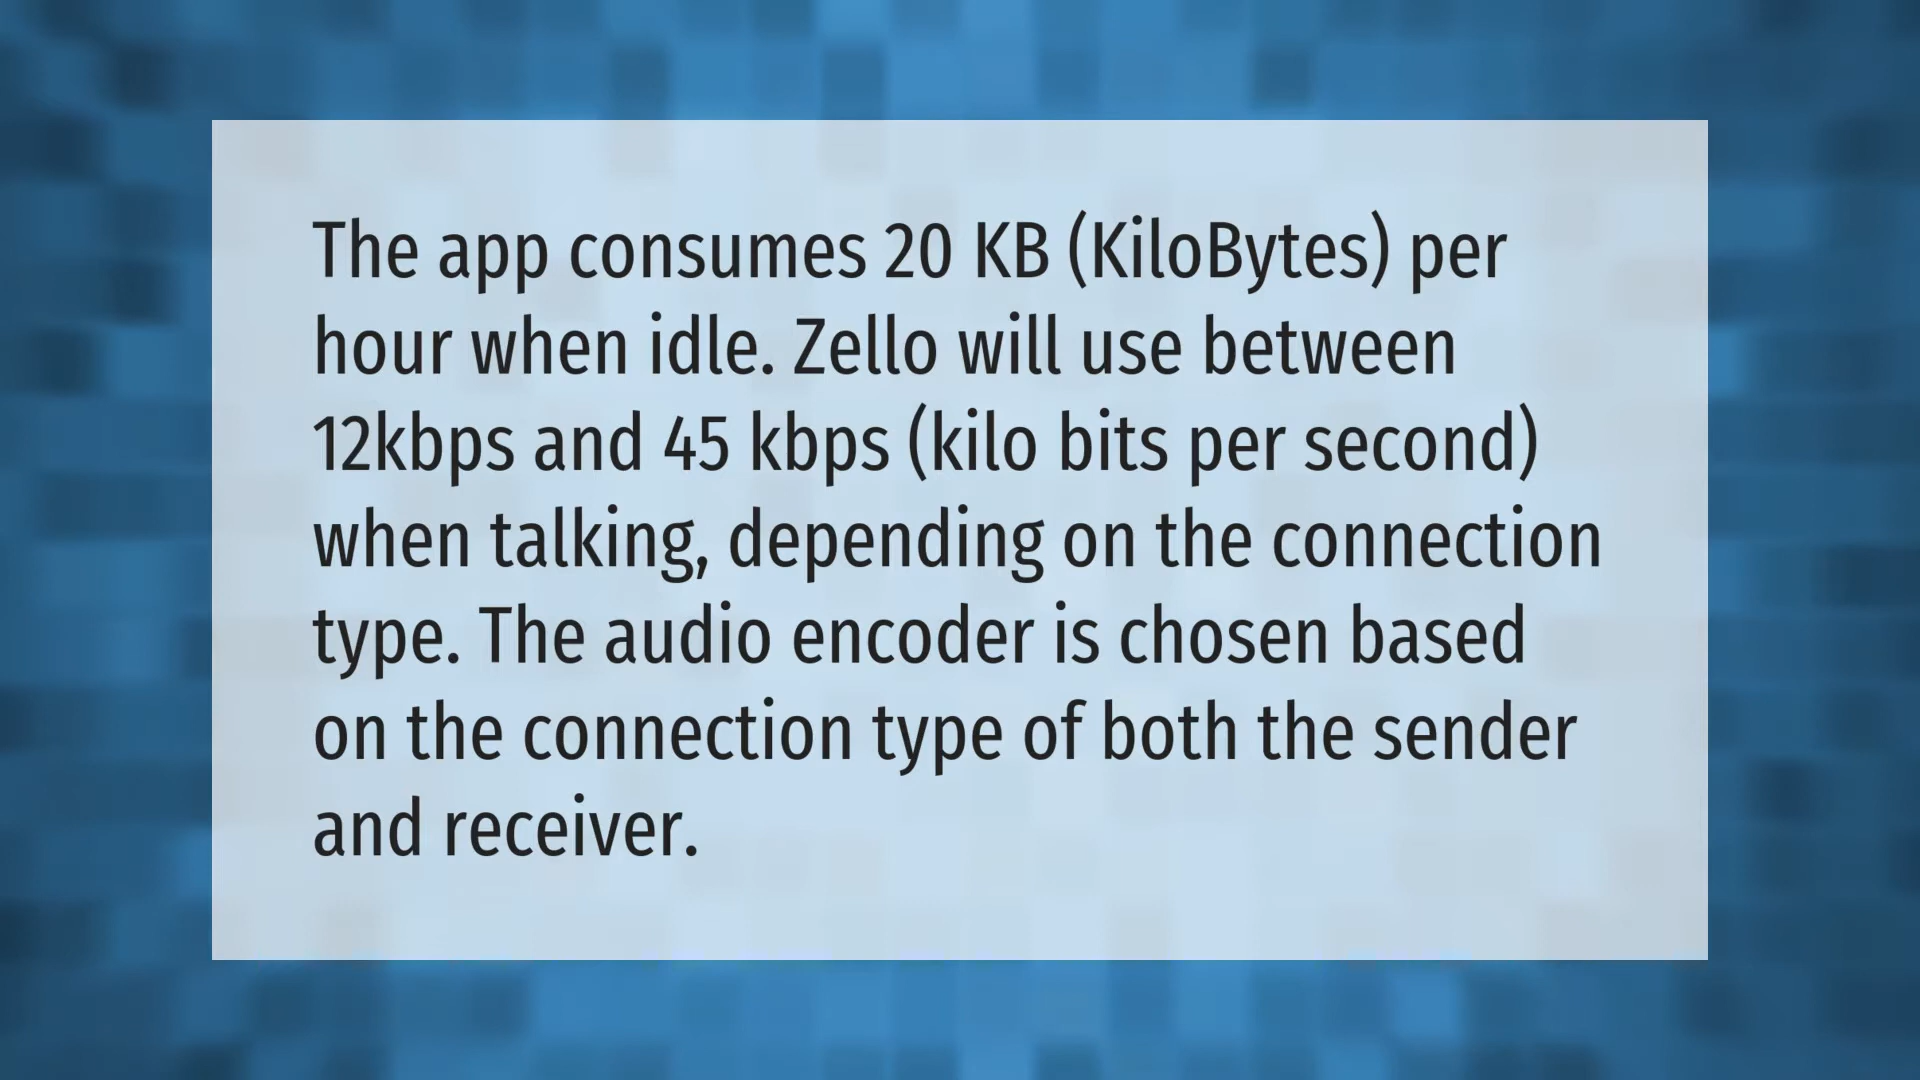 The app consumes 20 KB (KiloBytes) per
hour when idle. Zello will use between
12kbps and 45 kbps (kilo bits per second)
when talking, depending on the connection
type. The audio encoder is chosen based
on the connection type of both the sender
and receiver.